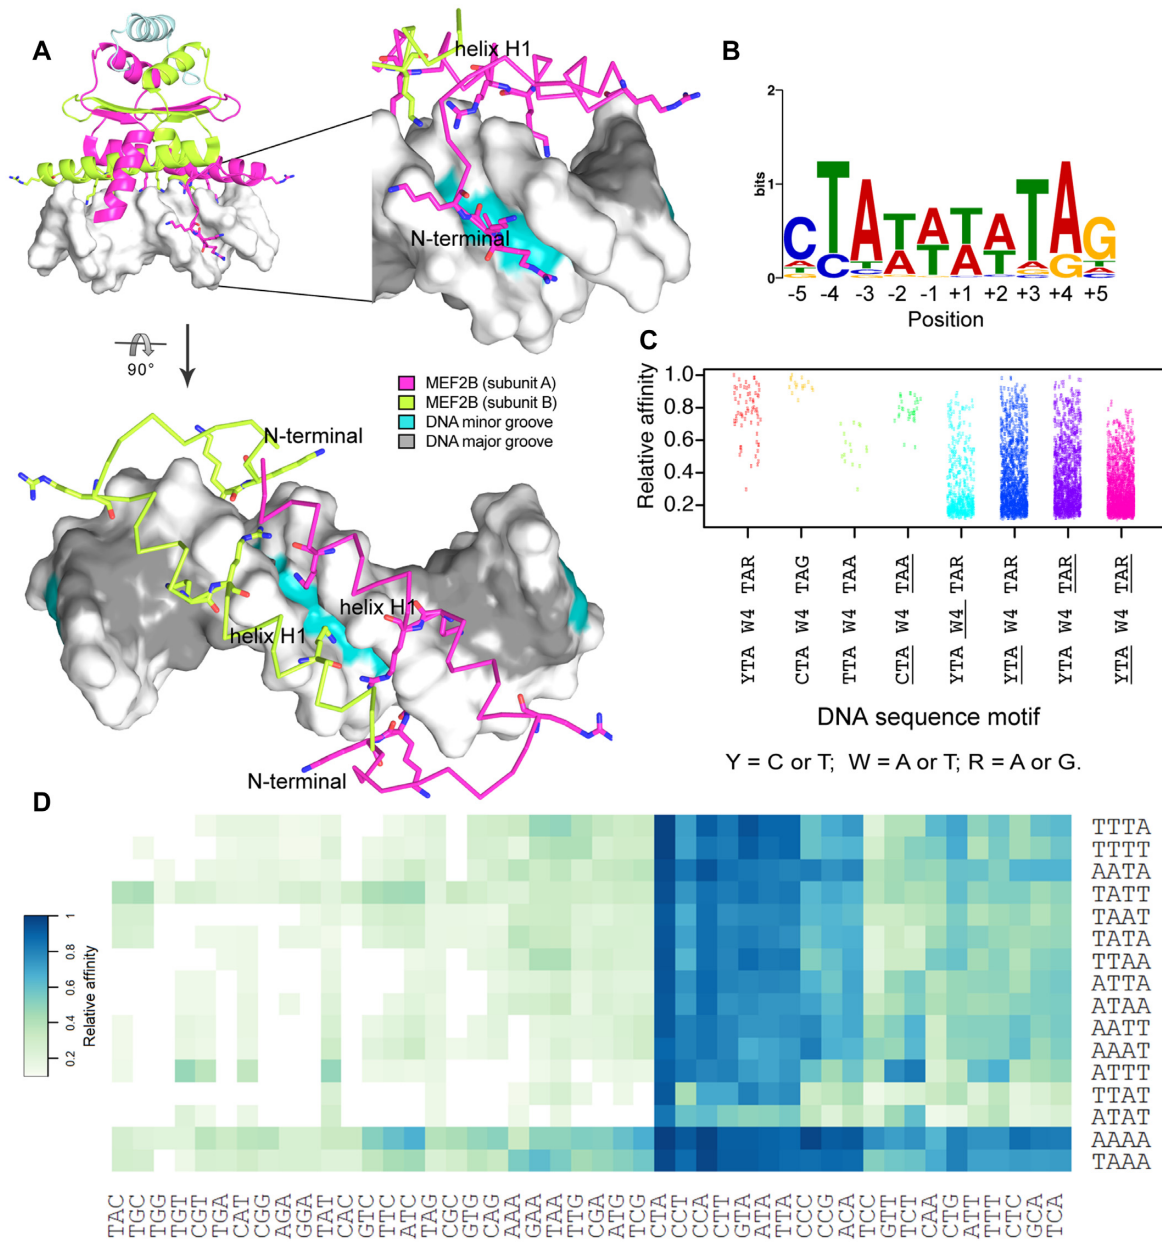 A
helix H1
N-terminal
90°
MEF2B (subunit A)
MEF2B (subunit B)
DNA minor groove
DNA major groove
N-terminal
helix H1
helix H1
N-terminal
B
2
1
0
bits
CTATATATAG
-5 -4 -3 -2 -1 +1 +2 +3 +4 +5
Position
C
Relative affinity
1.0
0.8
0.6
0.4
0.2
YTA W4 TAR
CTA W4 TAG
TTA W4 TAA
CTA W4 TAA
YTA W4 TAR
YTA W4 TAR
YTA W4 TAR
YTA W4 TAR
DNA sequence motif
Y = C or T; W = A or T; R = A or G.
D
1
0.8
0.6
0.4
0.2
Relative affinity
TTTA
TTTT
AATA
TATT
TAAT
TATA
TTAA
ATTA
ATAA
AATT
AAAT
ATTT
TTAT
ATAT
AAAA
TAAA
TAC
TGC
TGG
TGT
CGT
TGA
CAT
CGG
AGA
GGA
TAT
CAC
GTC
TTC
ATC
TAG
CGC
GTG
CAG
AAA
GAA
TAA
TTG
CGA
ATG
TCG
CTA
CCT
CCA
CTT
GTA
ATA
TTA
CCC
CCG
ACA
TCC
GTT
TCT
CAA
CTG
ATT
TTT
CTC
GCA
TCA